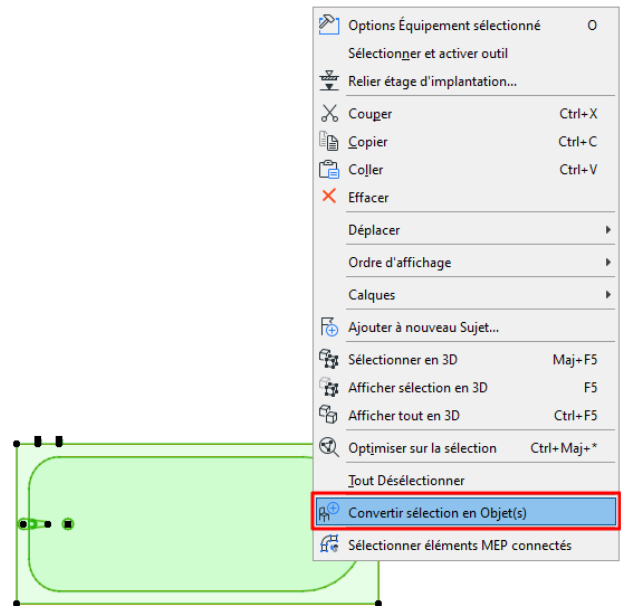 Options Équipement sélectionné O
Sélectionner et activer outil
Relier étage d'implantation...
Couper Ctrl+X
Copier Ctrl+C
Coller Ctrl+V
Effacer
Déplacer
Ordre d'affichage
Calques
Ajouter à nouveau Sujet...
Sélectionner en 3D Maj+F5
Afficher sélection en 3D F5
Afficher tout en 3D Ctrl+F5
Optimiser sur la sélection Ctrl+Maj+*
Tout Désélectionner
Convertir sélection en Objet(s)
Sélectionner éléments MEP connectés